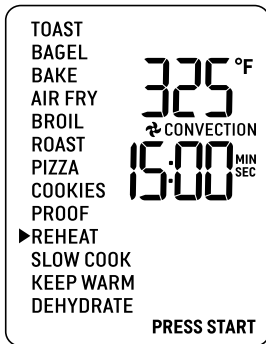 TOAST
BAGEL
BAKE
AIR FRY
BROIL
ROAST
PIZZA
COOKIES
PROOF
▶REHEAT
SLOW COOK
KEEP WARM
DEHYDRATE
325°F
CONVECTION
15:00 MIN SEC
PRESS START